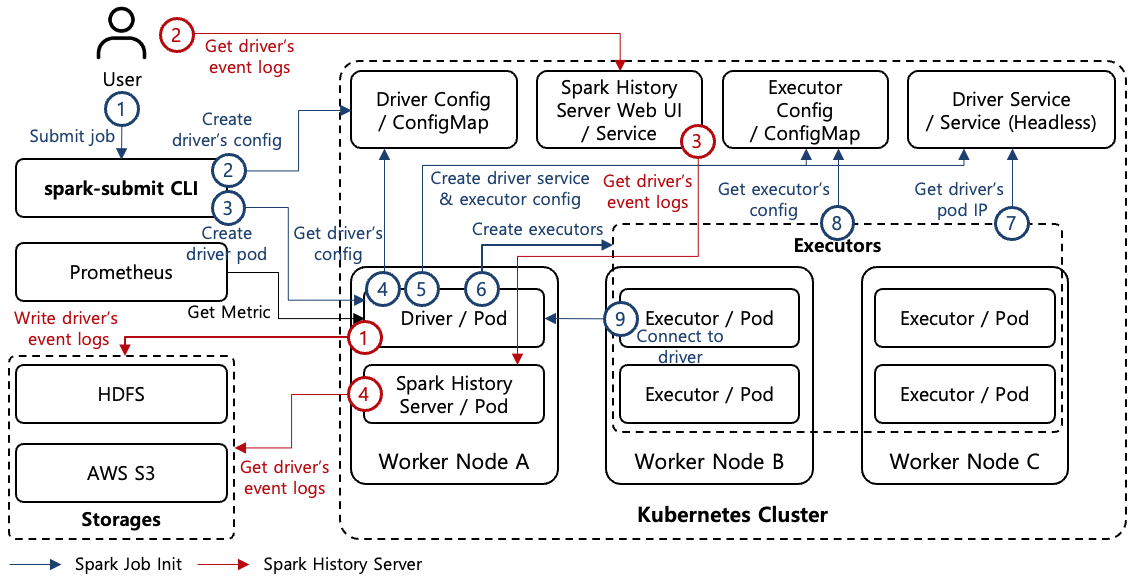 2
Get driver's
event logs
User
1
Submit job
Create
driver's config
2
spark-submit CLI
3
Create
driver pod
Driver Config
/ ConfigMap
Spark History
Server Web UI
/ Service
3
Executor
Config
/ ConfigMap
Driver Service
/ Service (Headless)
Create driver service
& executor config
Get driver's
event logs
Get executor's
config
8
Get driver's
pod IP
7
Get driver's
config
Create executors
Executors
Prometheus
Get Metric
4
5
6
Driver / Pod
1
Write driver's
event logs
9
Executor / Pod
Connect to
driver
Executor / Pod
HDFS
4
Spark History
Server / Pod
Executor / Pod
Executor / Pod
Get driver's
event logs
AWS S3
Storages
Worker Node A
Worker Node B
Worker Node C
Kubernetes Cluster
Spark Job Init
Spark History Server